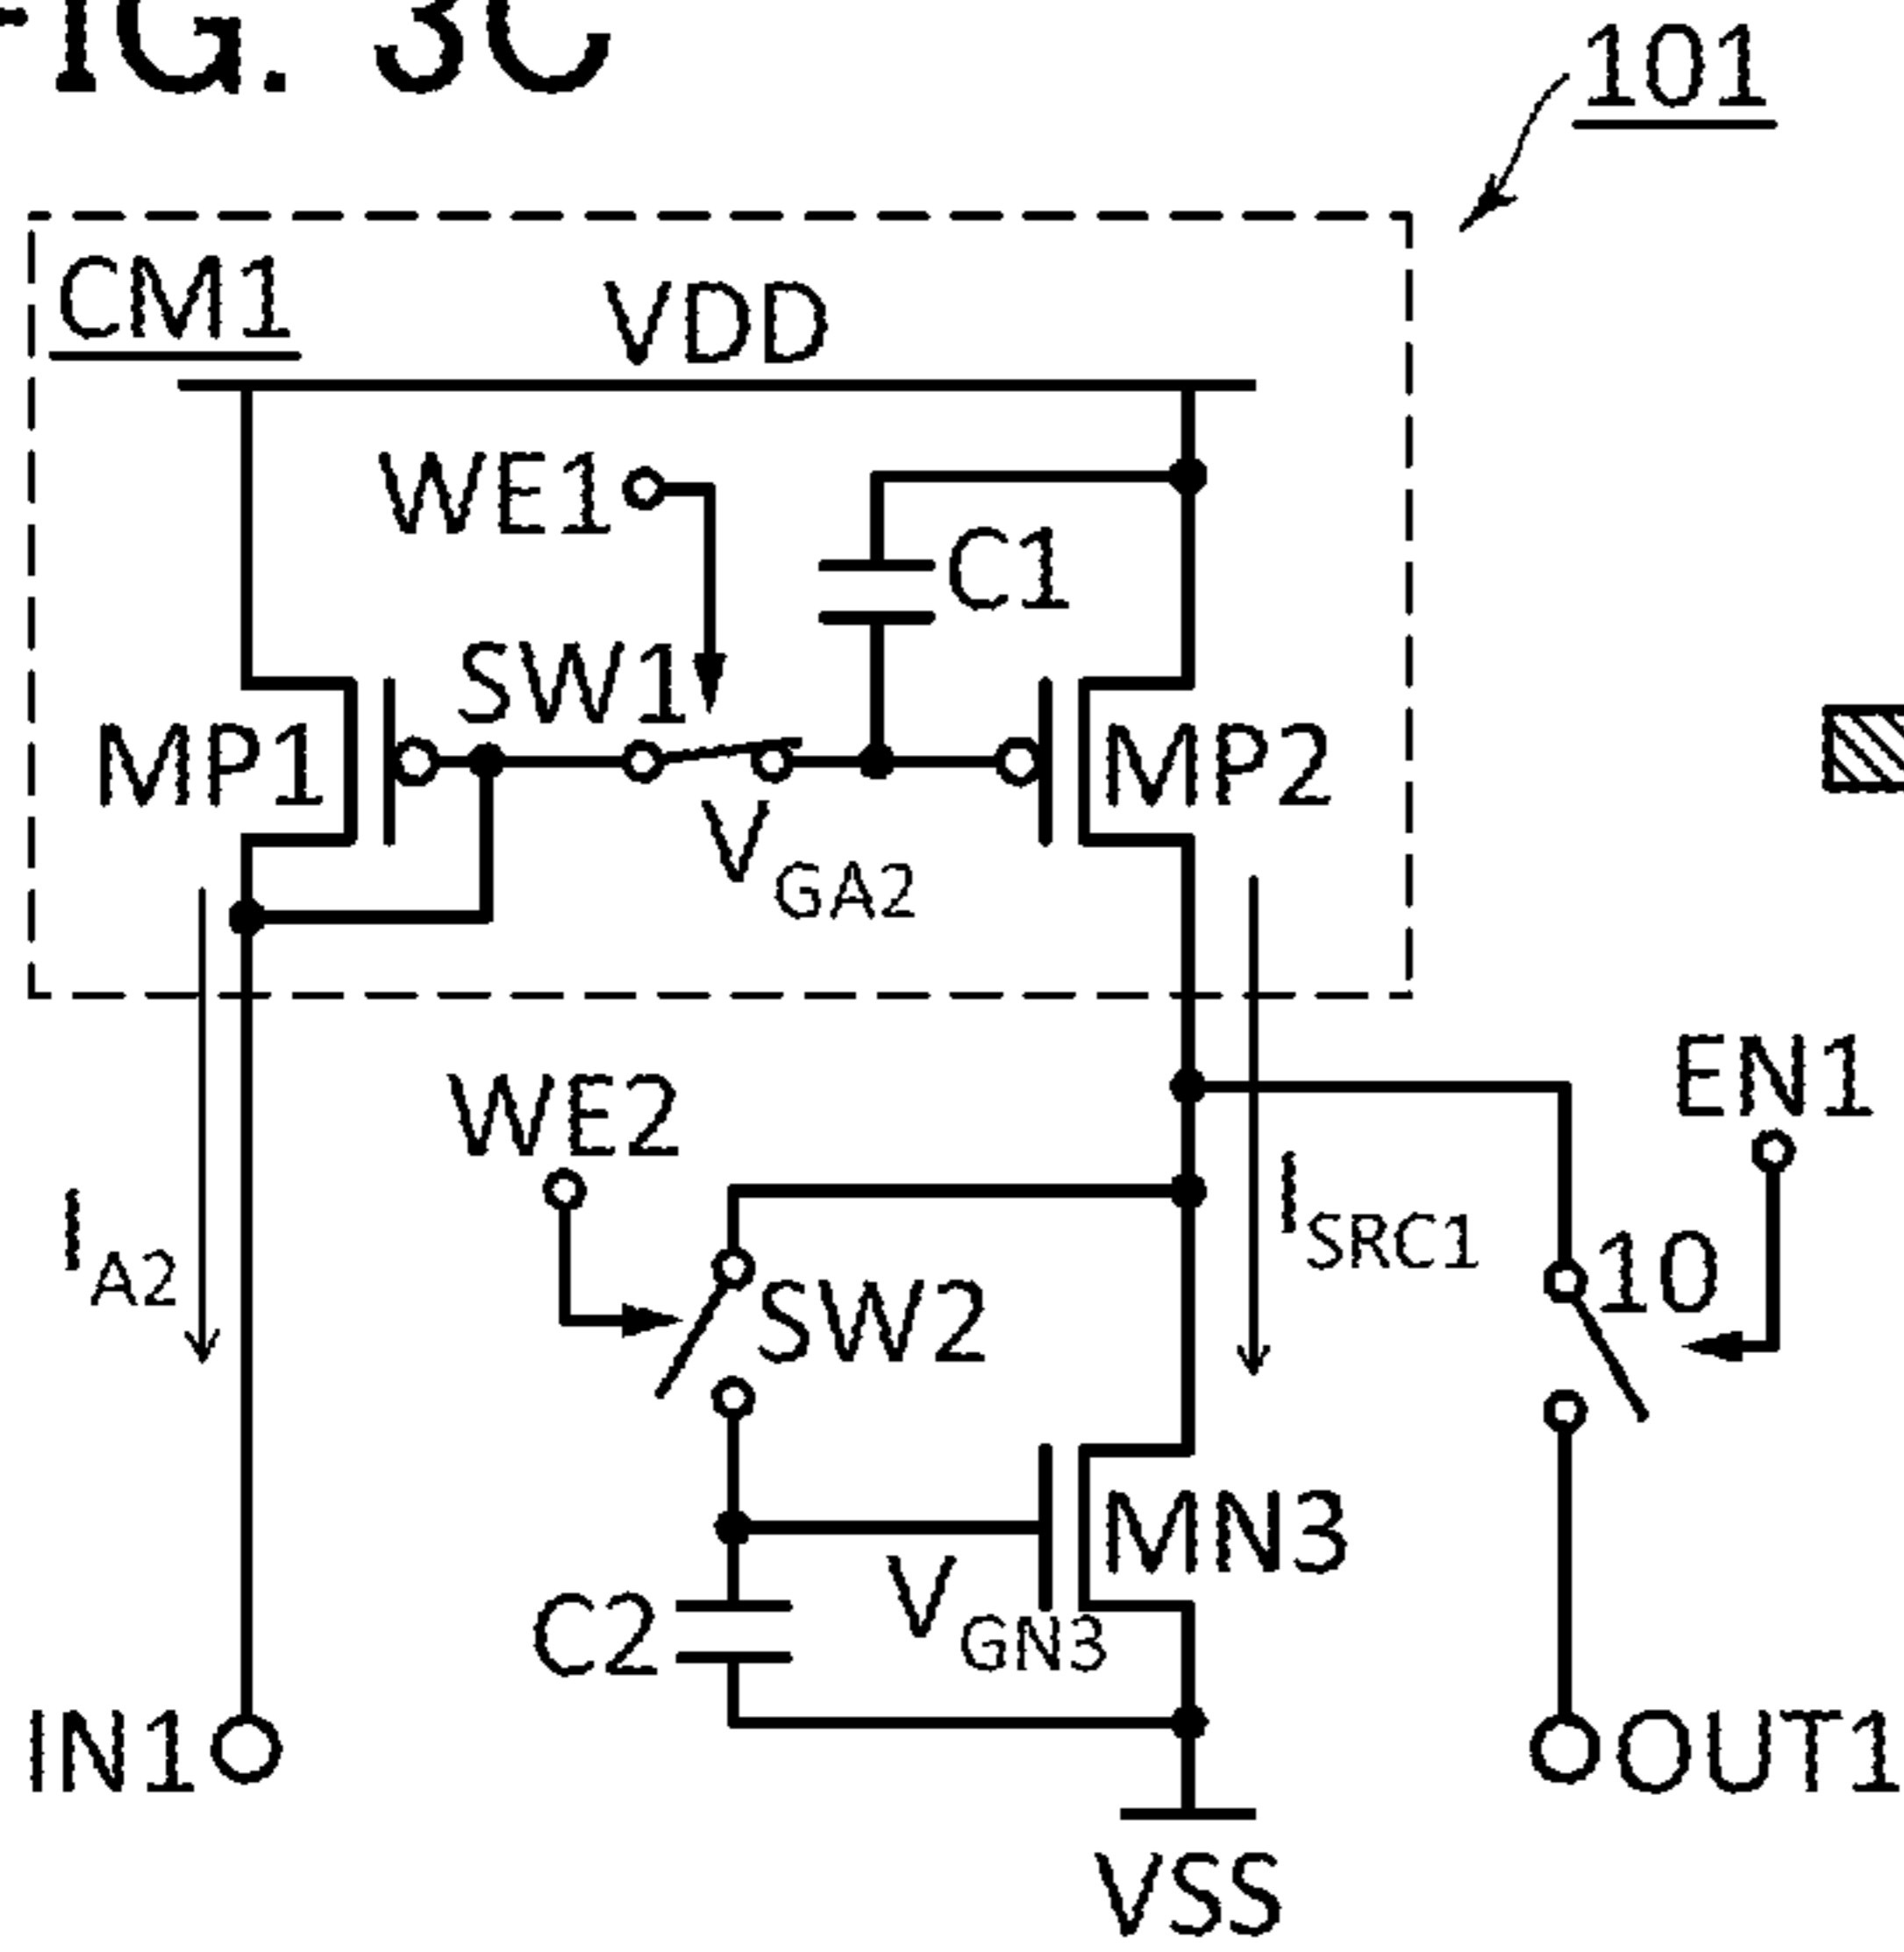 FIG. 3C
101
CM1
VDD
WE1
C1
SW1
MP1
MP2
VGA2
EN1
WE2
IA2
ISRC1
10
SW2
MN3
VGN3
C2
IN1
OUT1
VSS